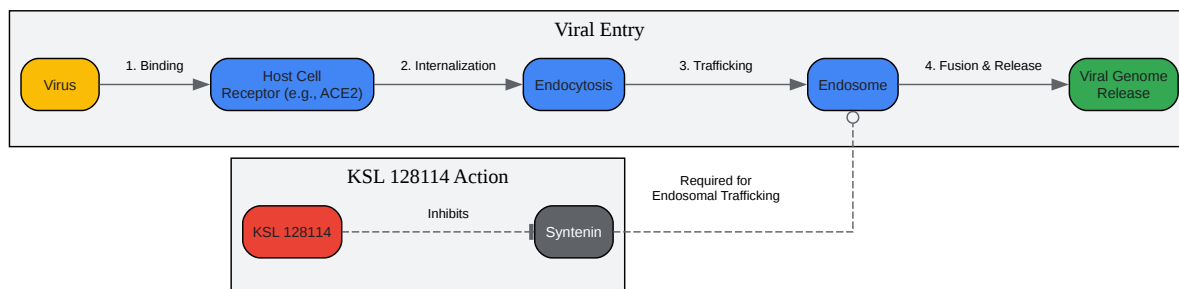 Viral Entry
Virus
1. Binding
Host Cell
Receptor (e.g., ACE2)
2. Internalization
Endocytosis
3. Trafficking
Endosome
4. Fusion & Release
Viral Genome
Release
KSL 128114 Action
KSL 128114
Inhibits
Syntenin
Required for
Endosomal Trafficking